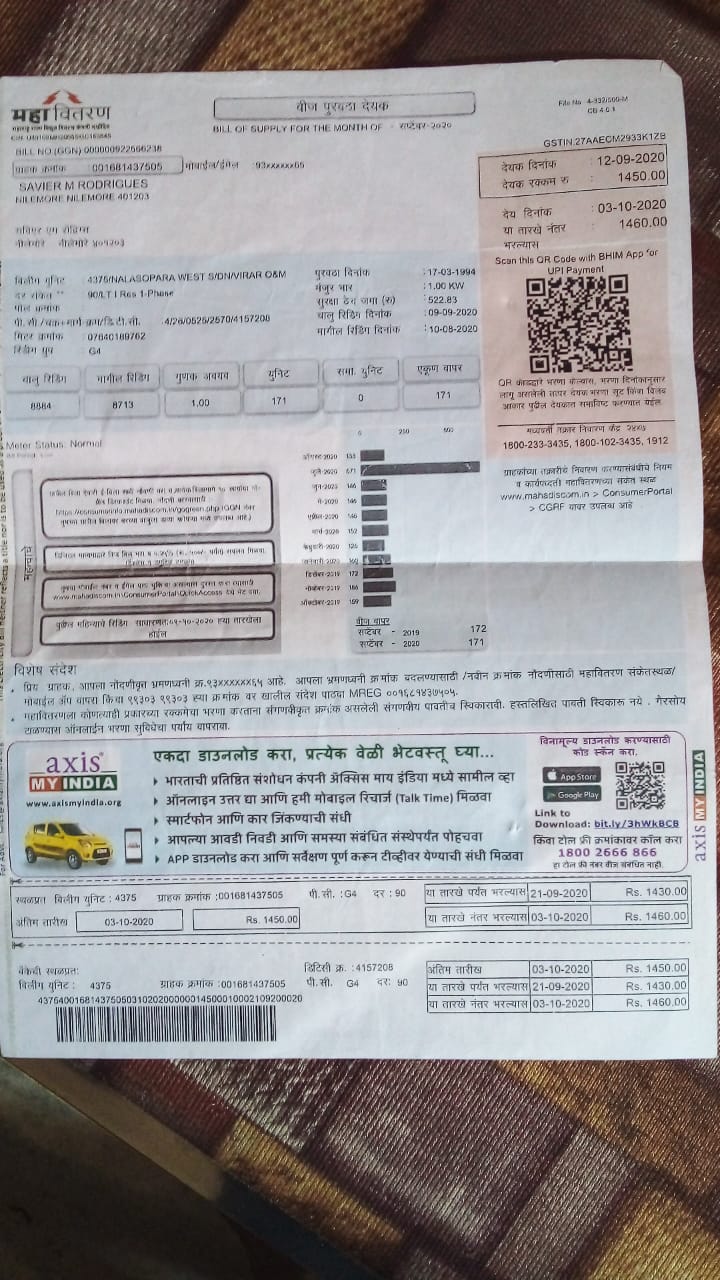 महावितरण
वीज पुरवठा देयक
File No 4-332/500-M
CB 4.0.1
BILL OF SUPPLY FOR THE MONTH OF - सप्टेंबर-2020
GSTIN:27AAECM2933K1ZB
BILL NO.(GGN) 000000922566238
ग्राहक क्रमांक : 001681437505
मोबाईल/ईमेल : 93xxxxxx65
SAVIER M RODRIGUES
NILEMORE NILEMORE 401203
देयक दिनांक : 12-09-2020
देयक रक्कम रु : 1450.00
देय दिनांक : 03-10-2020
या तारखे नंतर : 1460.00
भरल्यास
नीलेमोरे नीलेमोरे ४०१२०३
Scan this QR Code with BHIM App for
UPI Payment
बिलींग युनिट : 4375/NALASOPARA WEST S/DN/VIRAR O&M
दर संकेत ** : 90/LT I Res 1-Phase
पोल क्रमांक
पी.सी./चक्र+मार्ग-क्रम/डि.टी.सी. : 4/26/0525/2570/4157208
मिटर क्रमांक : 07640189762
रिडींग ग्रुप : G4
पुरवठा दिनांक : 17-03-1994
मंजुर भार : 1.00 KW
सुरक्षा ठेव जमा (रु) : 522.83
चालु रिडिंग दिनांक : 09-09-2020
मागील रिडिंग दिनांक : 10-08-2020
चालु रिडिंग मागील रिडिंग गुणक अवयव युनिट समा. युनिट एकूण वापर
8884 8713 1.00 171 0 171
QR कोडद्वारे भरणा केल्यास, भरणा दिनांकानुसार
लागू असलेली तत्पर देयक भरणा सूट किंवा विलंब
आकार पुढील देयकात समाविष्ट करण्यात येईल.
मध्यवर्ती तक्रार निवारण केंद्र २४x७
1800-233-3435, 1800-102-3435, 1912
ग्राहकांच्या तक्रारींचे निवारण करण्यासंबंधीचे नियम
व कार्यपध्दती महावितरणच्या संकेत स्थळ
www.mahadiscom.in > ConsumerPortal
> CGRF यावर उपलब्ध आहे
Meter Status: Normal
0 250 500
ऑगस्ट-2020 133
जुलै-2020 671
जून-2020 146
मे-2020 146
एप्रिल-2020 146
मार्च-2020 152
फेब्रुवारी-2020 126
जानेवारी-2020 160
डिसेंबर-2019 172
नोव्हेंबर-2019 186
ऑक्टोबर-2019 169
महत्वाचे
https://consumerinfo.mahadiscom.in/gogreen.php (GGN नंबर
www.mahadiscom.in\ConsumerPortal\QuickAccess येथे भेट द्या.
पुढील महिन्याचे रिडिंग साधारणत:०९-१०-२०२० ह्या तारखेला
होईल
वीज वापर
सप्टेंबर - 2019 172
सप्टेंबर - 2020 171
विशेष संदेश
• प्रिय ग्राहक, आपला नोंदणीकृत भ्रमणध्वनी क्र.९३xxxxxx६५ आहे. आपला भ्रमणध्वनी क्रमांक बदलण्यासाठी /नवीन क्रमांक नोंदणीसाठी महावितरण संकेतस्थळ/
मोबाईल ॲप वापरा किंवा ९९३०३ ९९३०३ ह्या क्रमांक वर खालील संदेश पाठवा MREG ००१६८१४३७५०५.
• महावितरणला कोणत्याही प्रकारच्या रक्कमेचा भरणा करताना संगणकीकृत क्रमांक असलेली संगणकीय पावतीच स्विकारावी. हस्तलिखित पावती स्विकारू नये . गैरसोय
टाळण्यास ऑनलाईन भरणा सुविधेचा पर्याय वापरावा.
axis
MY INDIA
www.axismyindia.org
एकदा डाउनलोड करा, प्रत्येक वेळी भेटवस्तू घ्या...
भारताची प्रतिष्ठित संशोधन कंपनी ॲक्सिस माय इंडिया मध्ये सामील व्हा
ऑनलाइन उत्तर द्या आणि हमी मोबाइल रिचार्ज (Talk Time) मिळवा
स्मार्टफोन आणि कार जिंकण्याची संधी
आपल्या आवडी निवडी आणि समस्या संबंधित संस्थेपर्यंत पोहचवा
APP डाउनलोड करा आणि सर्वेक्षण पूर्ण करून टीव्हीवर येण्याची संधी मिळवा
विनामूल्य डाउनलोड करण्यासाठी
कोड स्कॅन करा.
App Store
Google Play
Link to
Download: bit.ly/3hWkBCB
किंवा टोल फ्री क्रमांकावर कॉल करा
1800 2666 866
हा टोल फ्री नंबर वीज संबंधित नाही.
axis MY INDIA
स्थळप्रत बिलींग युनिट : 4375 ग्राहक क्रमांक :001681437505 पी.सी. :G4 दर : 90
या तारखे पर्यंत भरल्यास 21-09-2020 Rs. 1430.00
अंतिम तारीख 03-10-2020 Rs. 1450.00
या तारखे नंतर भरल्यास 03-10-2020 Rs. 1460.00
बँकेची स्थळप्रत:
डिटिसी क्र. :4157208
बिलींग युनिट : 4375 ग्राहक क्रमांक :001681437505 पी.सी. G4 दर: 90
अंतिम तारीख 03-10-2020 Rs. 1450.00
या तारखे पर्यंत भरल्यास 21-09-2020 Rs. 1430.00
या तारखे नंतर भरल्यास 03-10-2020 Rs. 1460.00